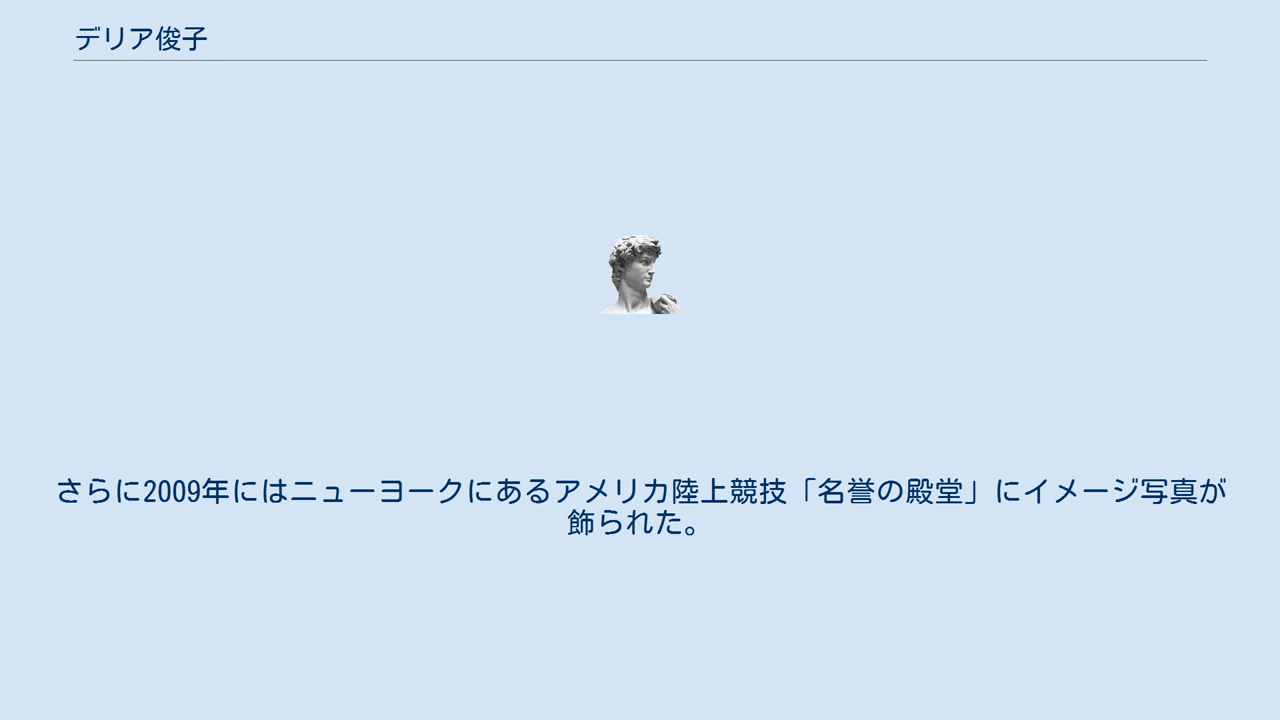 デリア俊子
さらに2009年にはニューヨークにあるアメリカ陸上競技「名誉の殿堂」にイメージ写真が
飾られた。